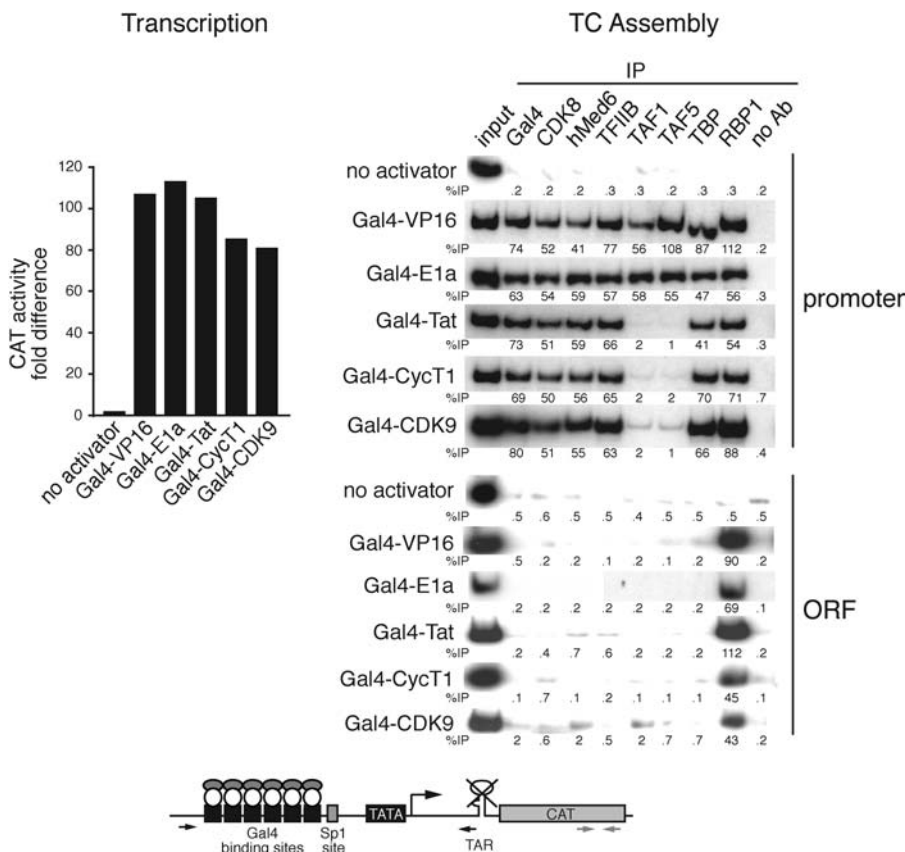 Transcription
TC Assembly
IP
input Gal4 CDK8 hMed6 TFIIB TAF1 TAF5 TBP RBP1 no Ab
CAT activity
fold difference
120
100
80
60
40
20
0
no activator
Gal4-VP16
Gal4-E1a
Gal4-Tat
Gal4-CycT1
Gal4-CDK9
no activator
%IP .2 .2 .2 .3 .3 .2 .3 .3 .2
Gal4-VP16
%IP 74 52 41 77 56 108 87 112 .2
Gal4-E1a
%IP 63 54 59 57 58 55 47 56 .3
Gal4-Tat
%IP 73 51 59 66 2 1 41 54 .3
Gal4-CycT1
%IP 69 50 56 65 2 2 70 71 .7
Gal4-CDK9
%IP 80 51 55 63 2 1 66 88 .4
promoter
no activator
%IP .5 .6 .5 .5 .4 .5 .5 .5 .5
Gal4-VP16
%IP .5 .2 .2 .1 .2 .1 .2 90 .2
Gal4-E1a
%IP .2 .2 .2 .2 .2 .2 .2 69 .1
Gal4-Tat
%IP .2 .4 .7 .6 .2 .2 .2 112 .2
Gal4-CycT1
%IP .1 .7 .1 .2 .1 .1 .1 45 .1
Gal4-CDK9
%IP 2 .6 2 .5 2 .7 .7 43 .2
ORF
TATA
CAT
Gal4
binding sites
Sp1
site
TAR